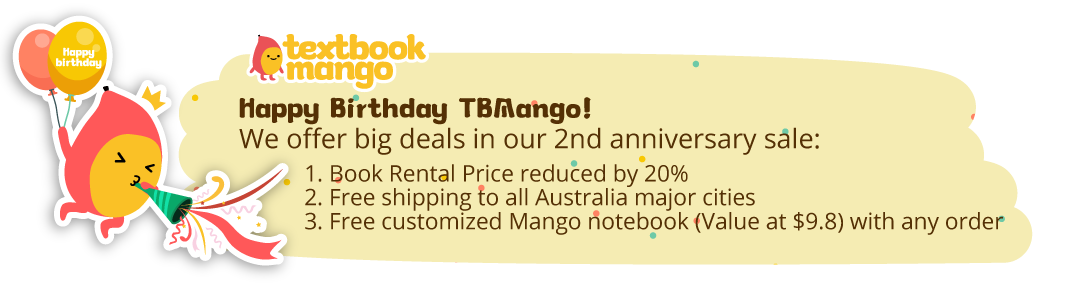 Happy
birthday
textbook
mango
Happy Birthday TBMango!
We offer big deals in our 2nd anniversary sale:
1. Book Rental Price reduced by 20%
2. Free shipping to all Australia major cities
3. Free customized Mango notebook (Value at $9.8) with any order